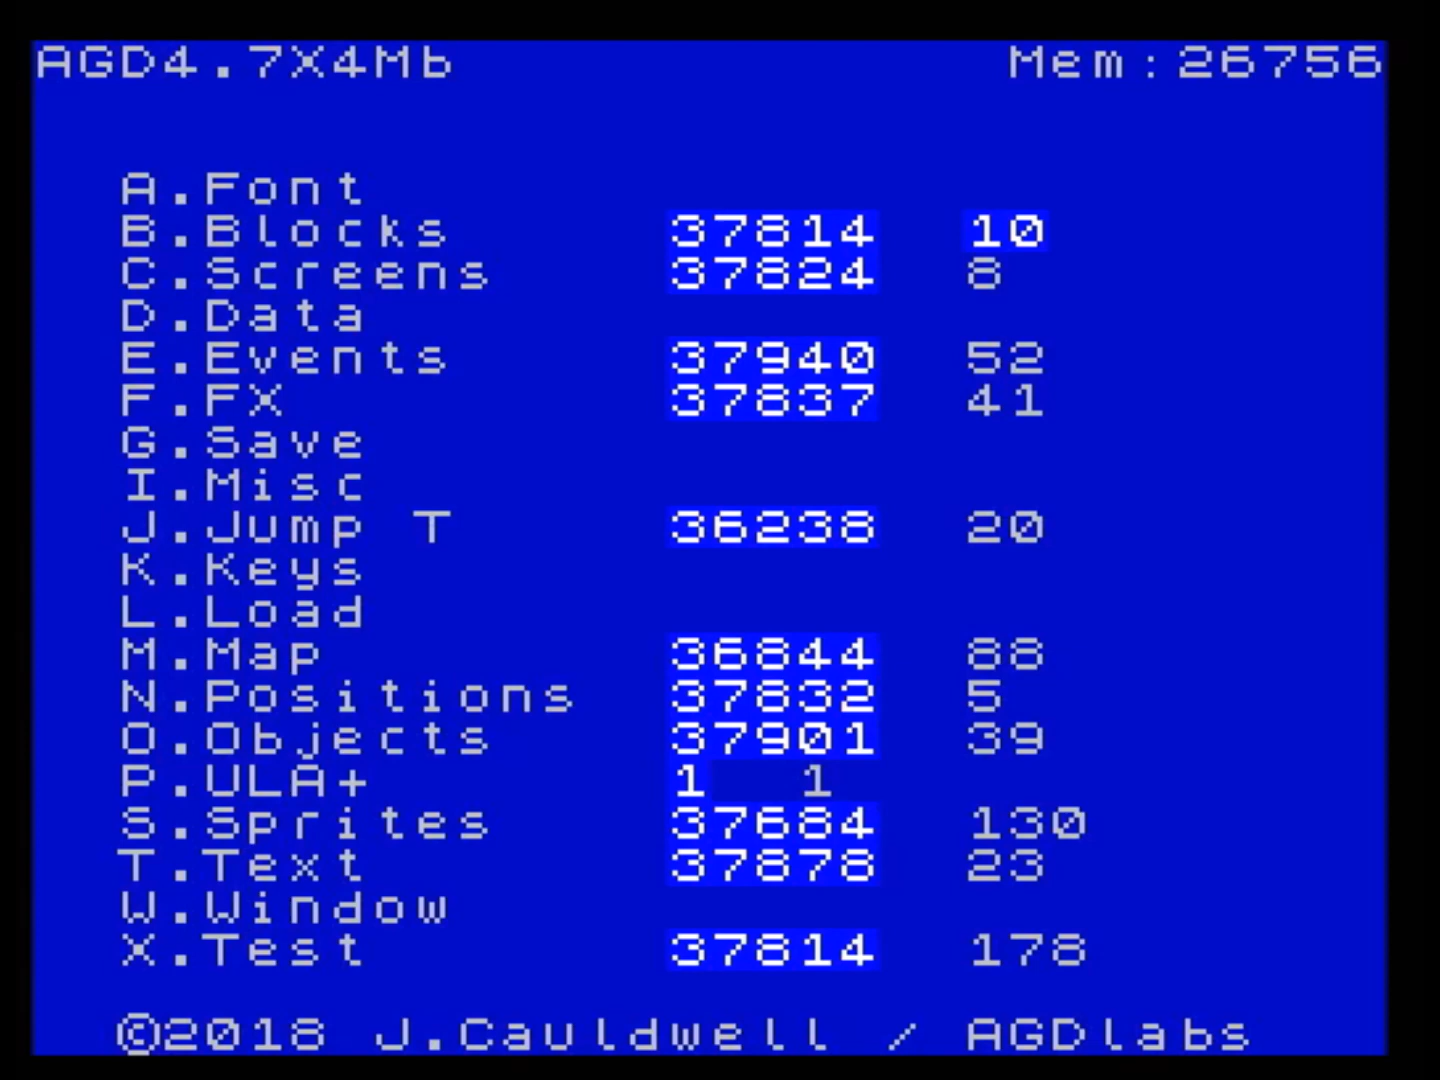 AGD4.7X4Mb Mem:26756
A.Font
B.Blocks 37814 10
C.Screens 37824 8
D.Data
E.Events 37940 52
F.FX 37837 41
G.Save
I.Misc
J.Jump T 36238 20
K.Keys
L.Load
M.Map 36844 88
N.Positions 37832 5
O.Objects 37901 39
P.ULA+ 1 1
S.Sprites 37684 130
T.Text 37878 23
W.Window
X.Test 37814 178
©2018 J.Cauldwell / AGDlabs